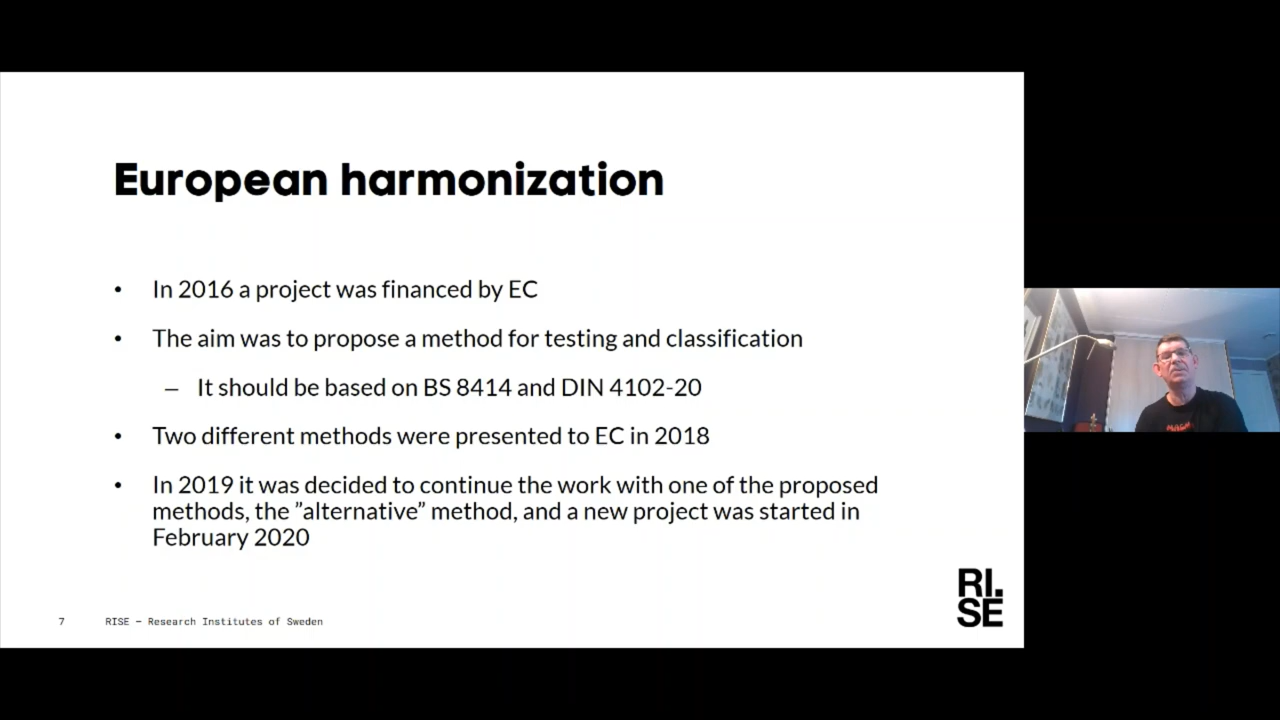 European harmonization
• In 2016 a project was financed by EC
• The aim was to propose a method for testing and classification
– It should be based on BS 8414 and DIN 4102-20
• Two different methods were presented to EC in 2018
• In 2019 it was decided to continue the work with one of the proposed
methods, the ”alternative” method, and a new project was started in
February 2020
RI.
SE
7 RISE — Research Institutes of Sweden